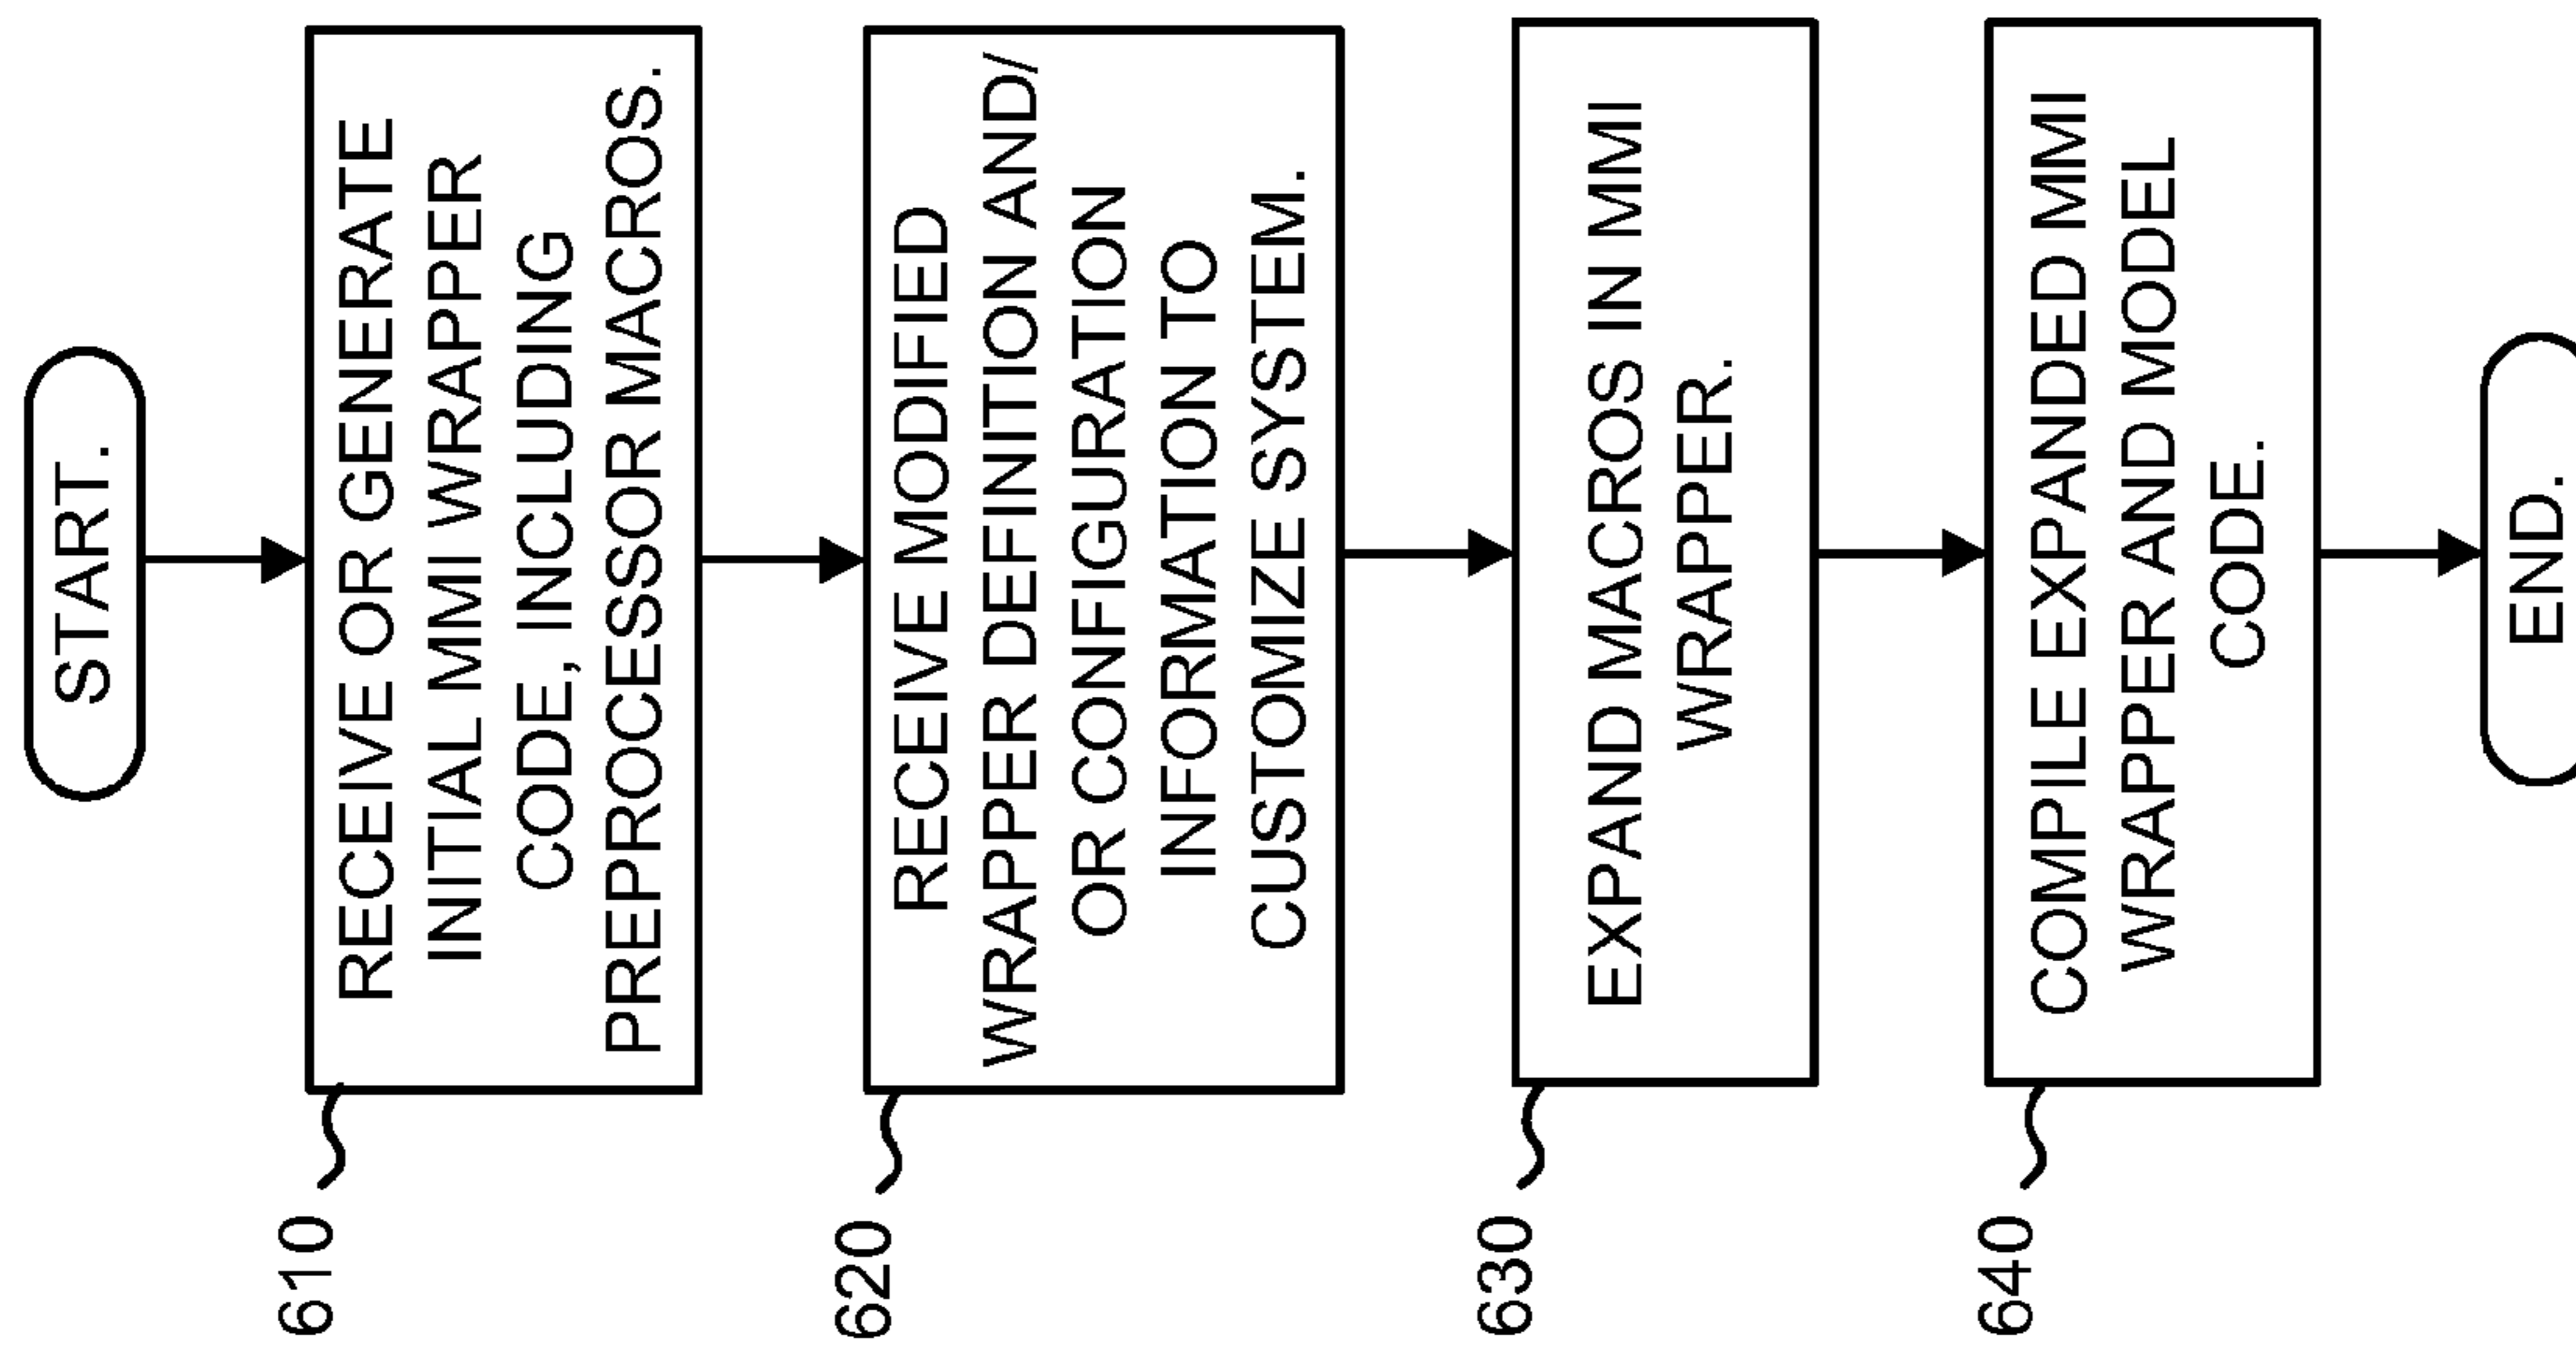 START.
610
RECEIVE OR GENERATE
INITIAL MMI WRAPPER
CODE, INCLUDING
PREPROCESSOR MACROS.
620
RECEIVE MODIFIED
WRAPPER DEFINITION AND/
OR CONFIGURATION
INFORMATION TO
CUSTOMIZE SYSTEM.
630
EXPAND MACROS IN MMI
WRAPPER.
640
COMPILE EXPANDED MMI
WRAPPER AND MODEL
CODE.
END.